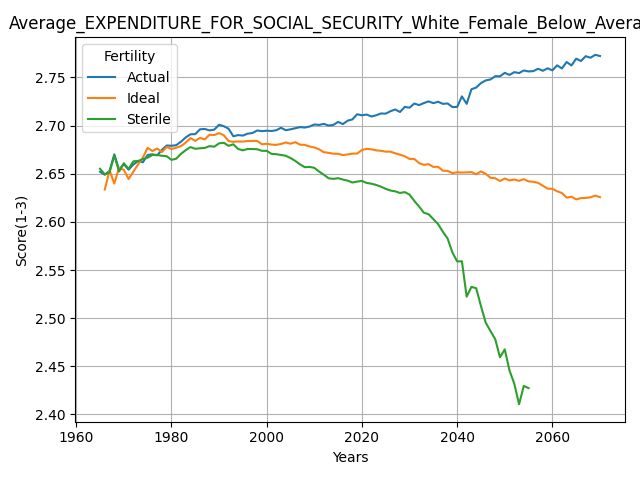 Average_EXPENDITURE_FOR_SOCIAL_SECURITY_White_Female_Below_Avera
Fertility
Actual
Ideal
Sterile
Score(1-3)
2.75
2.70
2.65
2.60
2.55
2.50
2.45
2.40
1960 1980 2000 2020 2040 2060
Years